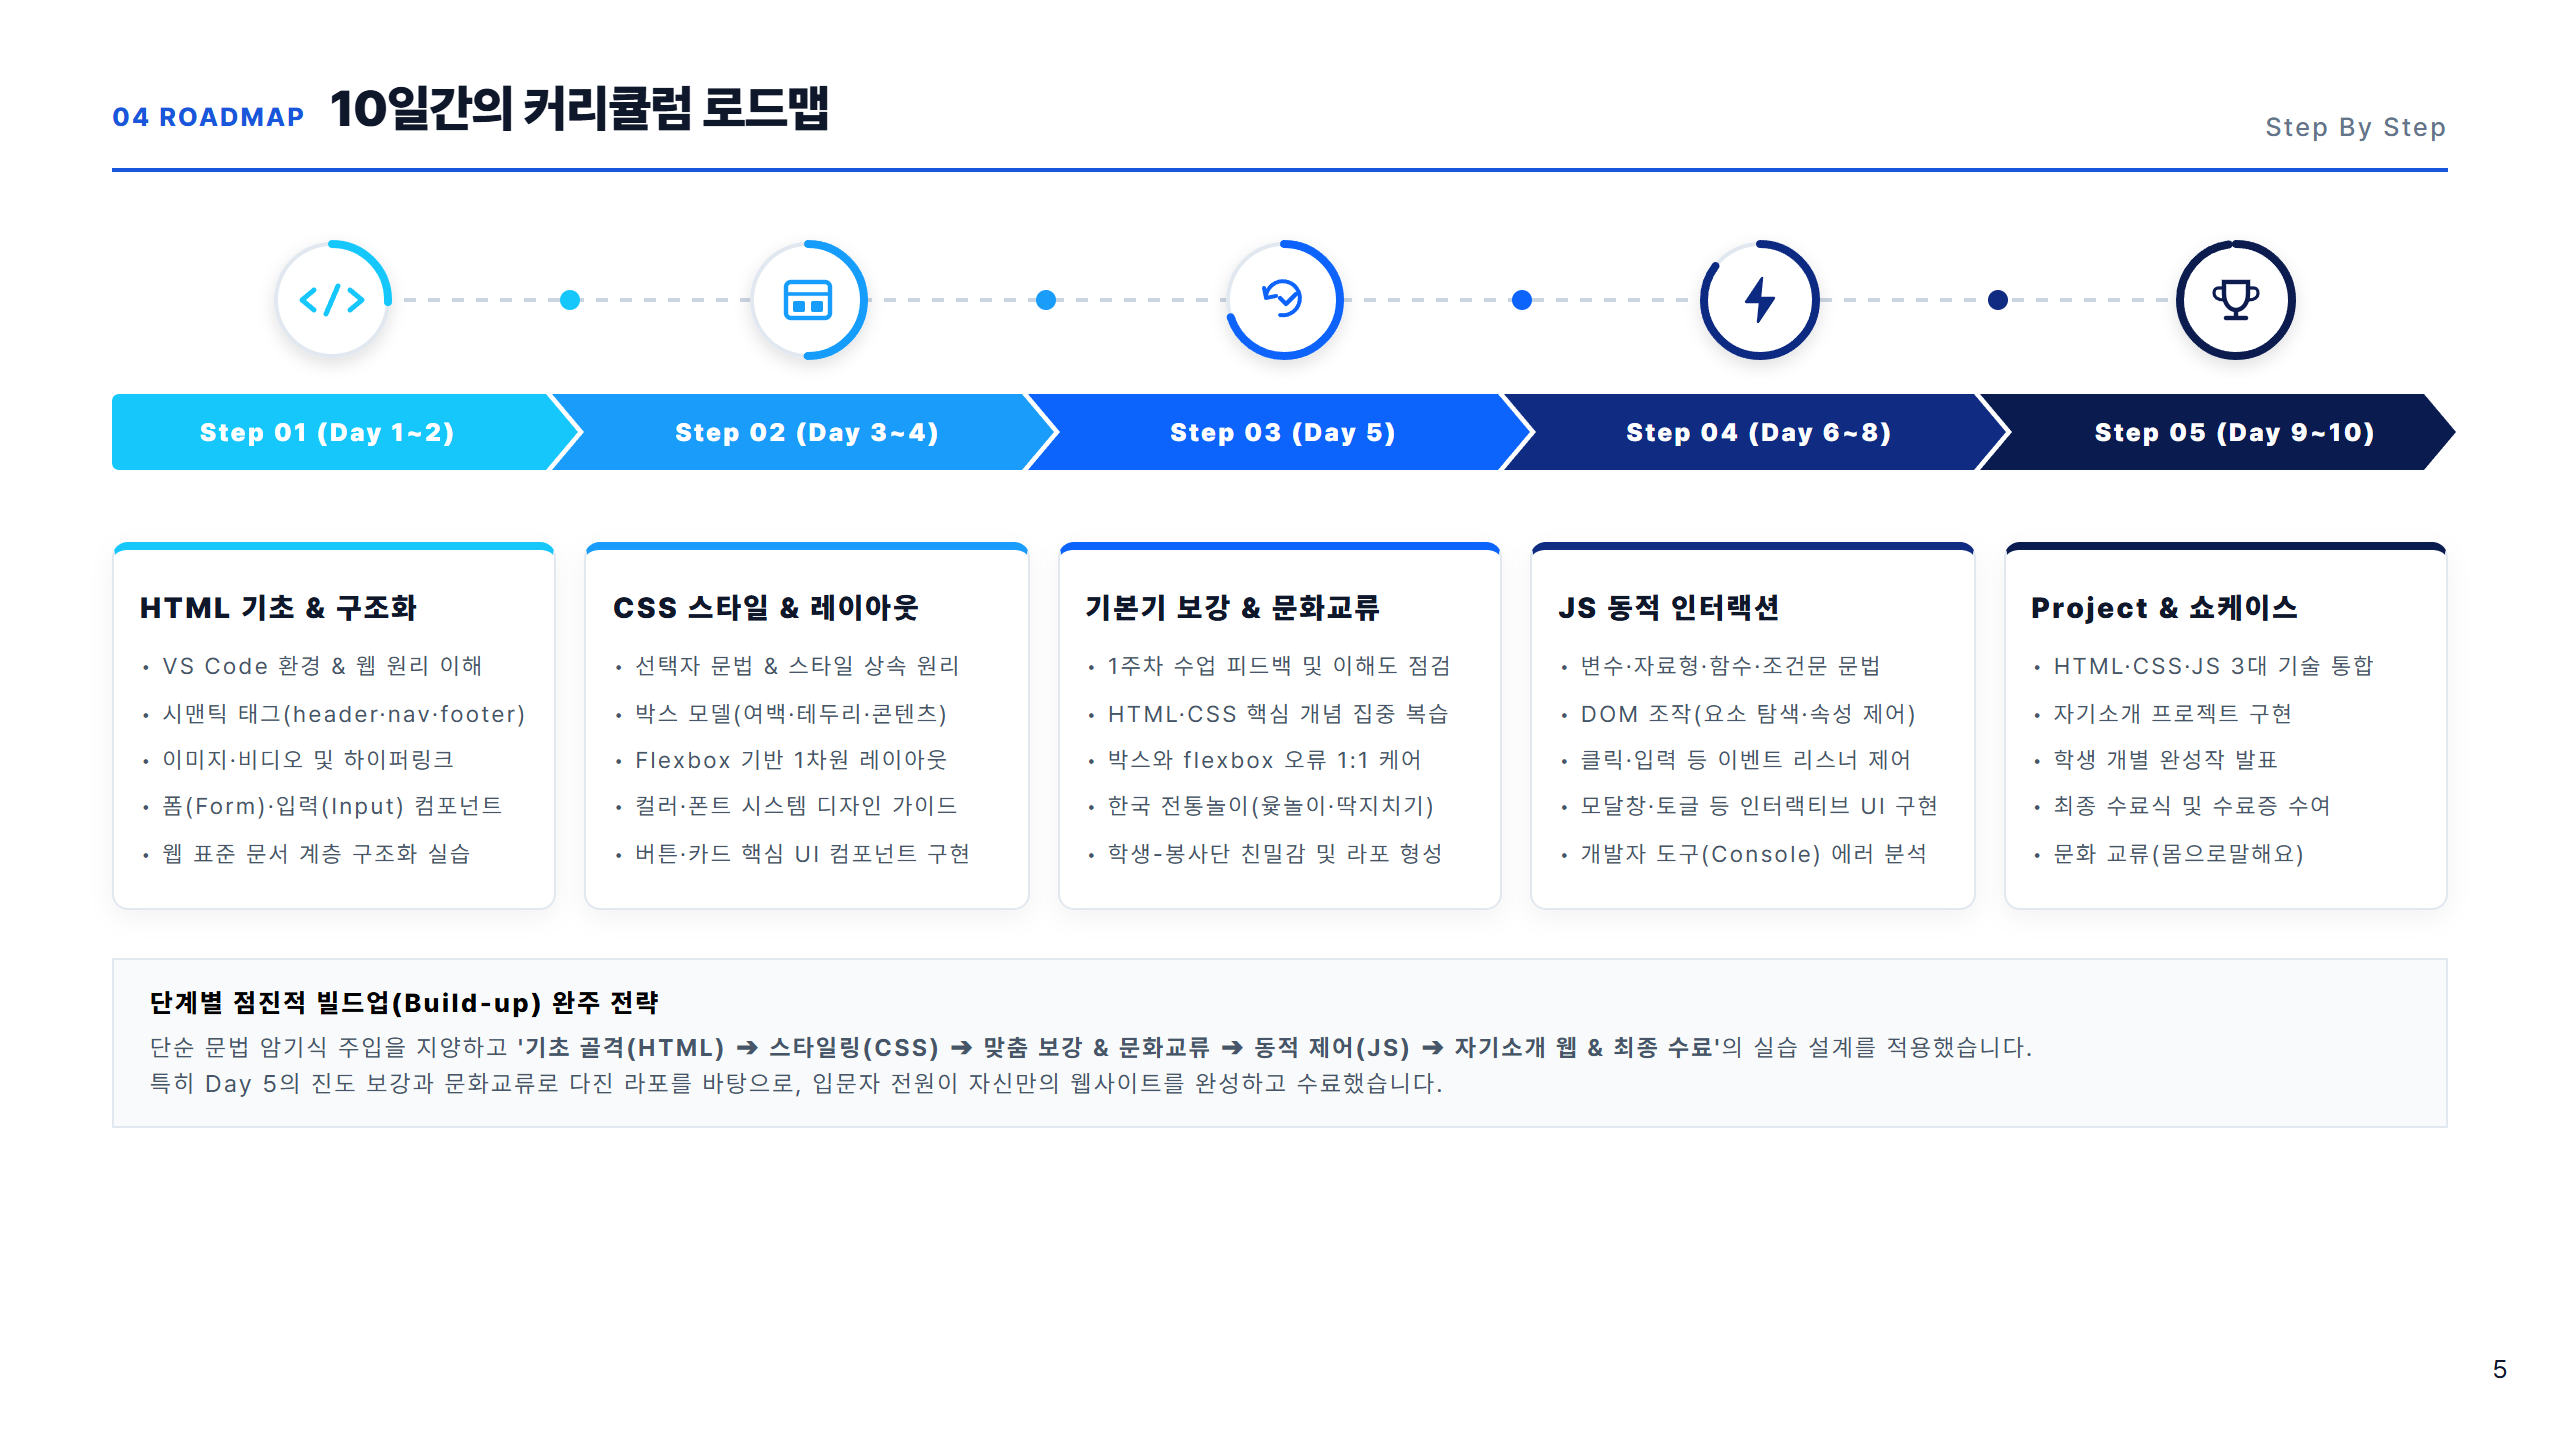 04 ROADMAP 10일간의 커리큘럼 로드맵
Step By Step
Step 01 (Day 1~2)
Step 02 (Day 3~4)
Step 03 (Day 5)
Step 04 (Day 6~8)
Step 05 (Day 9~10)
HTML 기초 & 구조화
• VS Code 환경 & 웹 원리 이해
• 시맨틱 태그(header·nav·footer)
• 이미지·비디오 및 하이퍼링크
• 폼(Form)·입력(Input) 컴포넌트
• 웹 표준 문서 계층 구조화 실습
CSS 스타일 & 레이아웃
• 선택자 문법 & 스타일 상속 원리
• 박스 모델(여백·테두리·콘텐츠)
• Flexbox 기반 1차원 레이아웃
• 컬러·폰트 시스템 디자인 가이드
• 버튼·카드 핵심 UI 컴포넌트 구현
기본기 보강 & 문화교류
• 1주차 수업 피드백 및 이해도 점검
• HTML·CSS 핵심 개념 집중 복습
• 박스와 flexbox 오류 1:1 케어
• 한국 전통놀이(윷놀이·딱지치기)
• 학생-봉사단 친밀감 및 라포 형성
JS 동적 인터랙션
• 변수·자료형·함수·조건문 문법
• DOM 조작(요소 탐색·속성 제어)
• 클릭·입력 등 이벤트 리스너 제어
• 모달창·토글 등 인터랙티브 UI 구현
• 개발자 도구(Console) 에러 분석
Project & 쇼케이스
• HTML·CSS·JS 3대 기술 통합
• 자기소개 프로젝트 구현
• 학생 개별 완성작 발표
• 최종 수료식 및 수료증 수여
• 문화 교류(몸으로말해요)
단계별 점진적 빌드업(Build-up) 완주 전략
단순 문법 암기식 주입을 지양하고 '기초 골격(HTML) ➔ 스타일링(CSS) ➔ 맞춤 보강 & 문화교류 ➔ 동적 제어(JS) ➔ 자기소개 웹 & 최종 수료'의 실습 설계를 적용했습니다.
특히 Day 5의 진도 보강과 문화교류로 다진 라포를 바탕으로, 입문자 전원이 자신만의 웹사이트를 완성하고 수료했습니다.
5